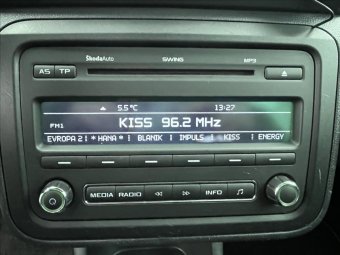 ŠkodaAuto SWING MP3
AS TP
5.5°C 13:27
KISS 96.2 MHz
FM1
EVROPA 2 | * HANA * | BLANIK | IMPULS | KISS | ENERGY
MEDIA RADIO INFO